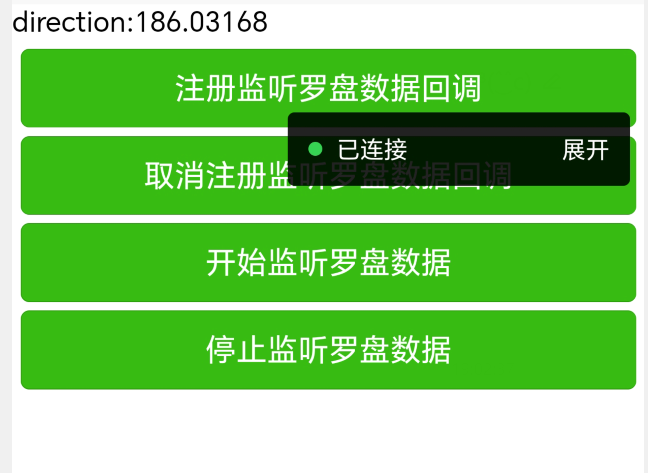 direction:186.03168
注册监听罗盘数据回调
已连接
展开
取消注册监听罗盘数据回调
开始监听罗盘数据
停止监听罗盘数据